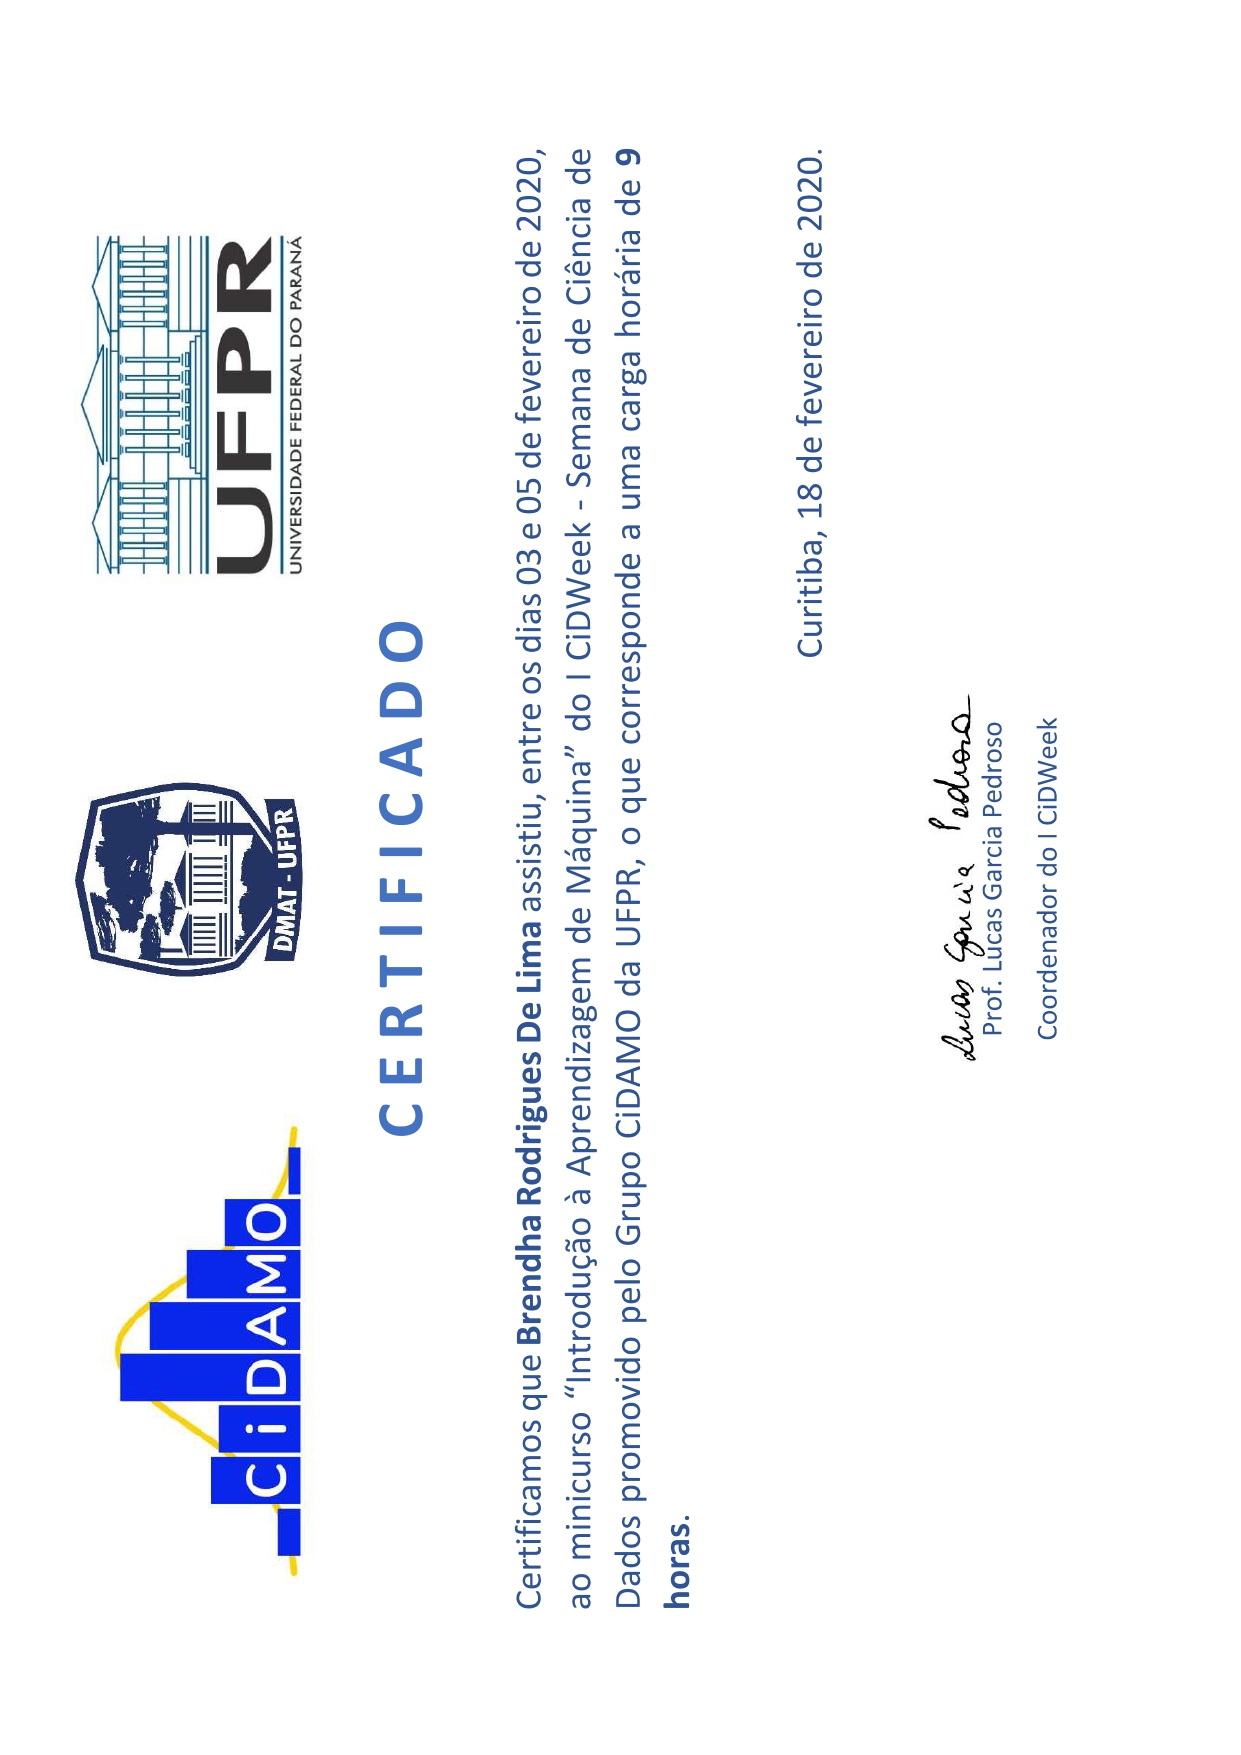 CiDAMO
DMAT - UFPR
UFPR
UNIVERSIDADE FEDERAL DO PARANÁ
CERTIFICADO
Certificamos que Brendha Rodrigues De Lima assistiu, entre os dias 03 e 05 de fevereiro de 2020,
ao minicurso “Introdução à Aprendizagem de Máquina” do I CiDWeek - Semana de Ciência de
Dados promovido pelo Grupo CiDAMO da UFPR, o que corresponde a uma carga horária de 9
horas.
Curitiba, 18 de fevereiro de 2020.
Lucas Garcia Pedroso
Prof. Lucas Garcia Pedroso
Coordenador do I CiDWeek